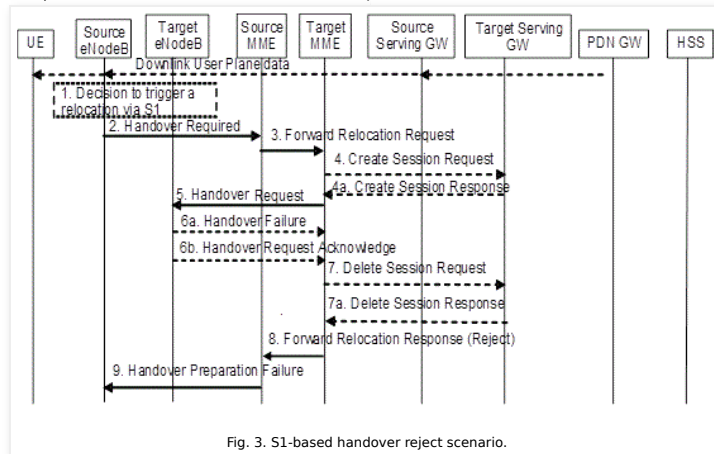 UE
Source
eNodeB
Target
eNodeB
Source
MME
Target
MME
Source
Serving GW
Target Serving
GW
PDN GW
HSS
Downlink User Plane data
1. Decision to trigger a
relocation via S1
2. Handover Required
3. Forward Relocation Request
4. Create Session Request
4a. Create Session Response
5. Handover Request
6a. Handover Failure
6b. Handover Request Acknowledge
7. Delete Session Request
7a. Delete Session Response
8. Forward Relocation Response (Reject)
9. Handover Preparation Failure
Fig. 3. S1-based handover reject scenario.